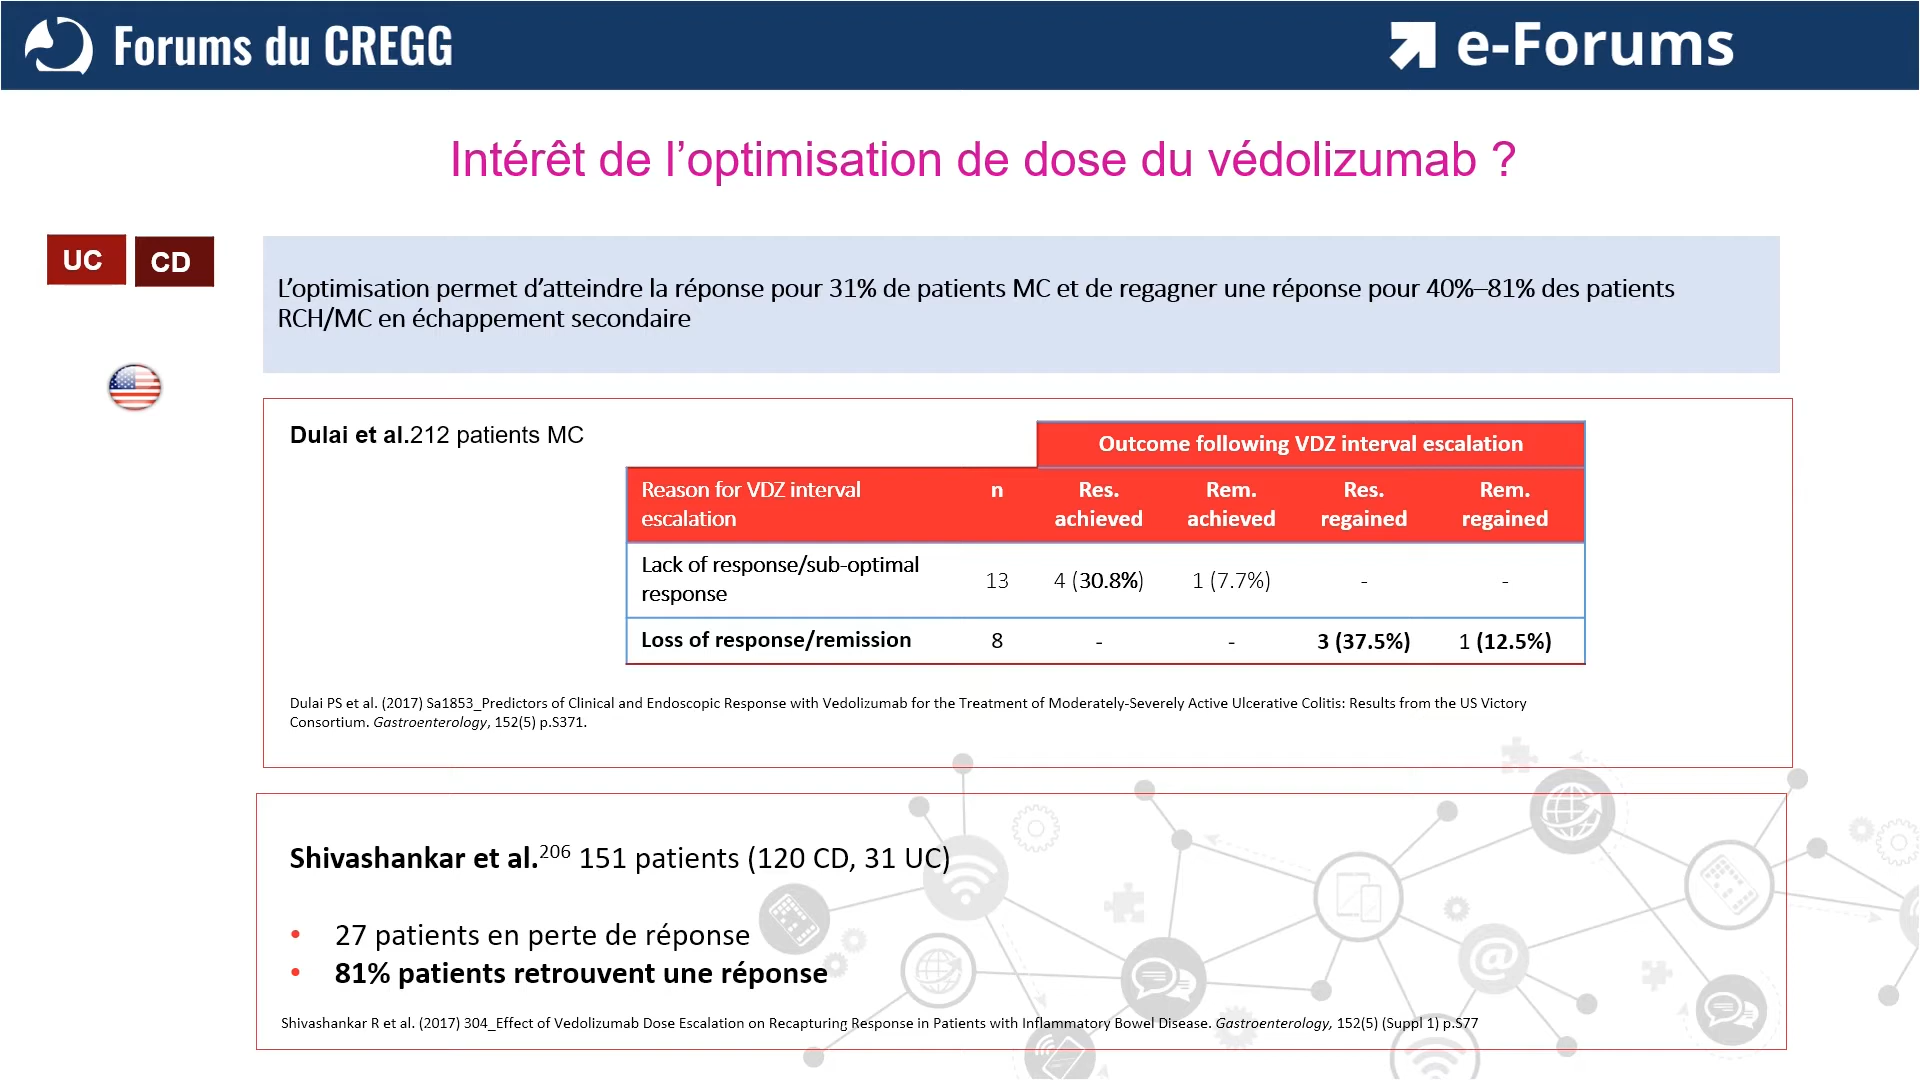 Forums du CREGG
e-Forums
Intérêt de l’optimisation de dose du védolizumab ?
UC
CD
L’optimisation permet d’atteindre la réponse pour 31% de patients MC et de regagner une réponse pour 40%–81% des patients
RCH/MC en échappement secondaire
Dulai et al.212 patients MC
Outcome following VDZ interval escalation
Reason for VDZ interval escalation n Res. achieved Rem. achieved Res. regained Rem. regained
Lack of response/sub-optimal response 13 4 (30.8%) 1 (7.7%) - -
Loss of response/remission 8 - - 3 (37.5%) 1 (12.5%)
Dulai PS et al. (2017) Sa1853_Predictors of Clinical and Endoscopic Response with Vedolizumab for the Treatment of Moderately-Severely Active Ulcerative Colitis: Results from the US Victory
Consortium. Gastroenterology, 152(5) p.S371.
Shivashankar et al.206 151 patients (120 CD, 31 UC)
• 27 patients en perte de réponse
• 81% patients retrouvent une réponse
Shivashankar R et al. (2017) 304_Effect of Vedolizumab Dose Escalation on Recapturing Response in Patients with Inflammatory Bowel Disease. Gastroenterology, 152(5) (Suppl 1) p.S77